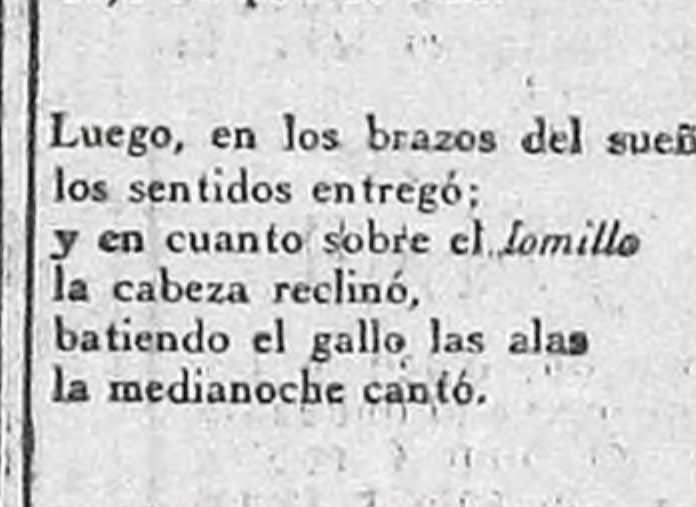 Luego, en los brazos del sueñ
los sentidos entregó;
y en cuanto sobre el lomillo
la cabeza reclinó,
batiendo el gallo las alas
la medianoche cantó.